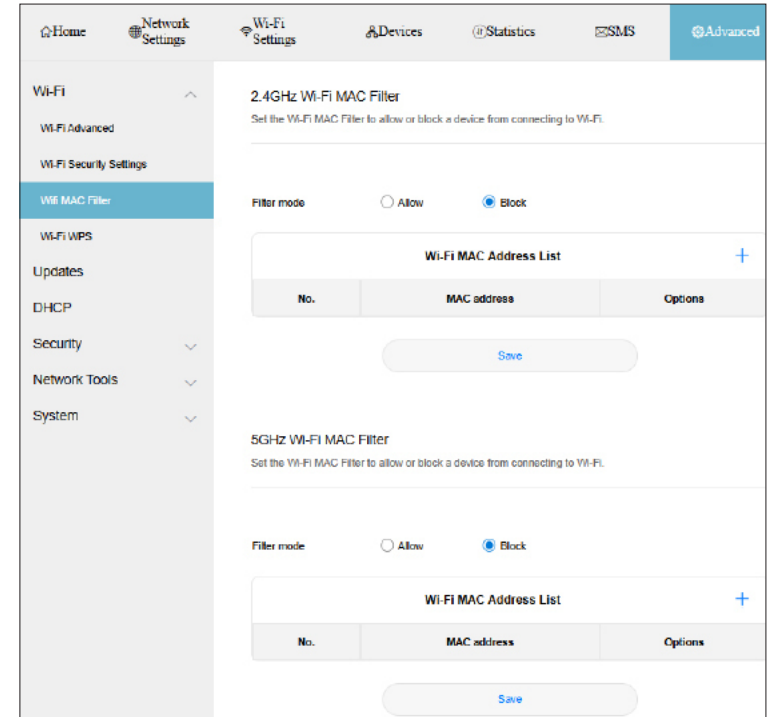 Home
Network Settings
Wi-Fi Settings
Devices
Statistics
SMS
Advanced
Wi-Fi
Wi-Fi Advanced
Wi-Fi Security Settings
Wifi MAC Filter
Wi-Fi WPS
Updates
DHCP
Security
Network Tools
System
2.4GHz Wi-Fi MAC Filter
Set the Wi-Fi MAC Filter to allow or block a device from connecting to Wi-Fi.
Filter mode Allow Block
Wi-Fi MAC Address List
No. MAC address Options
Save
5GHz Wi-Fi MAC Filter
Set the Wi-Fi MAC Filter to allow or block a device from connecting to Wi-Fi.
Filter mode Allow Block
Wi-Fi MAC Address List
No. MAC address Options
Save